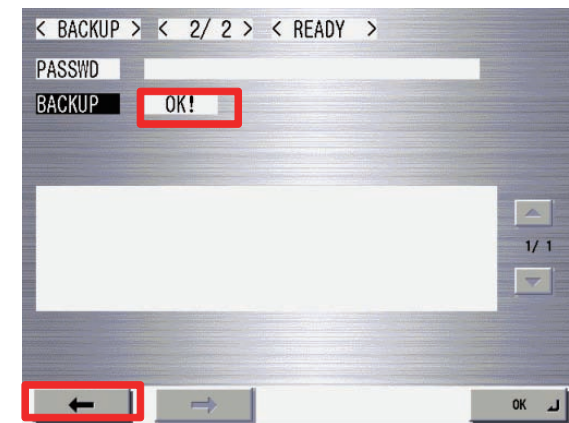 < BACKUP > < 2/ 2 > < READY >
PASSWD
BACKUP OK!
1/ 1
← → OK ⏎